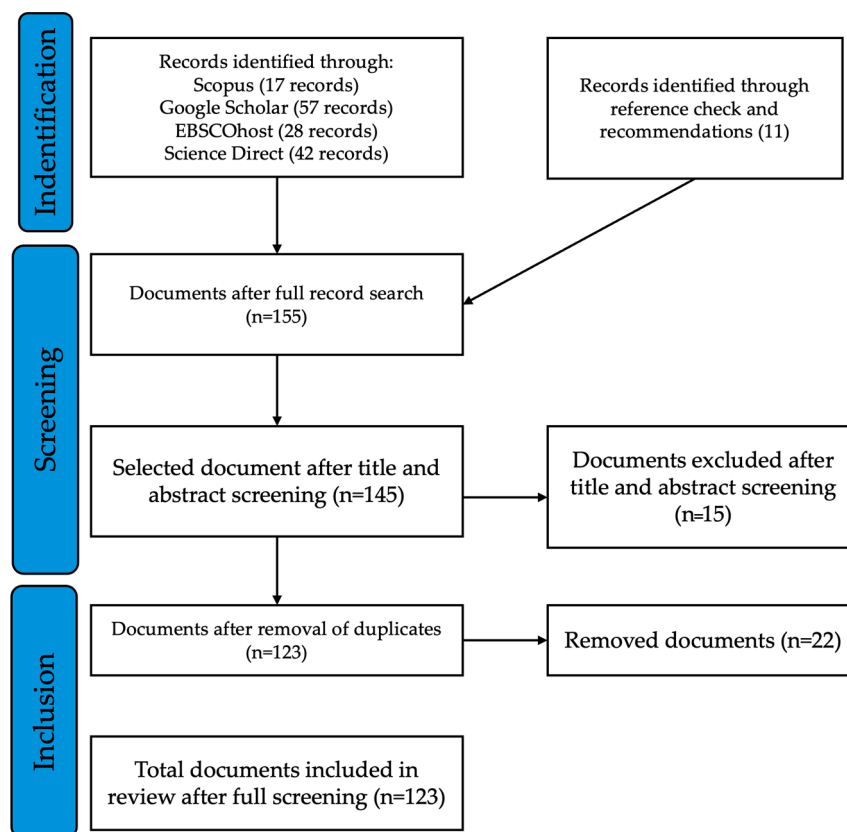 Indentification
Records identified through:
Scopus (17 records)
Google Scholar (57 records)
EBSCOhost (28 records)
Science Direct (42 records)
Records identified through
reference check and
recommendations (11)
Screening
Documents after full record search
(n=155)
Selected document after title and
abstract screening (n=145)
Documents excluded after
title and abstract screening
(n=15)
Inclusion
Documents after removal of duplicates
(n=123)
Removed documents (n=22)
Total documents included in
review after full screening (n=123)